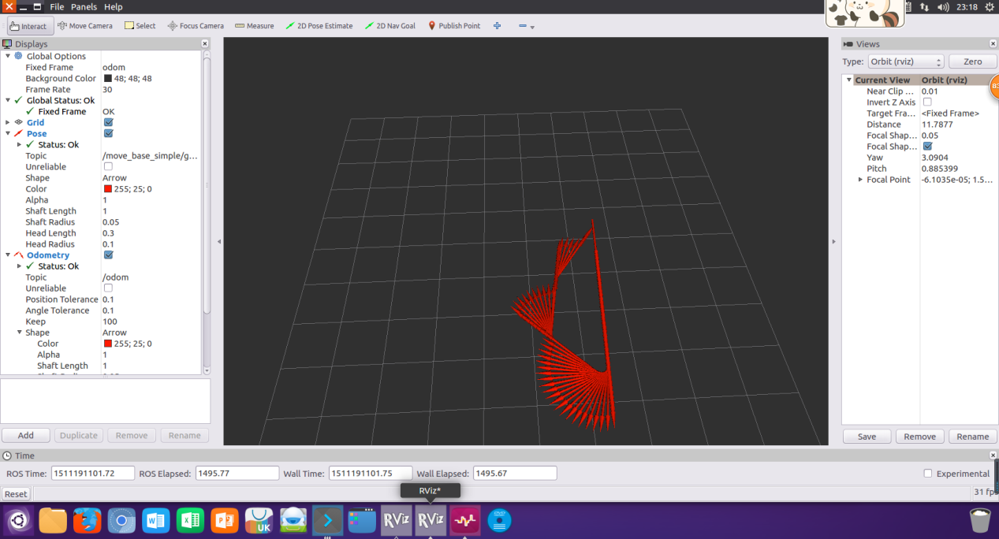 File Panels Help 23:18
Interact Move Camera Select Focus Camera Measure 2D Pose Estimate 2D Nav Goal Publish Point
Displays
Global Options
Fixed Frame odom
Background Color 48; 48; 48
Frame Rate 30
Global Status: Ok
Fixed Frame OK
Grid
Pose
Status: Ok
Topic /move_base_simple/g...
Unreliable
Shape Arrow
Color 255; 25; 0
Alpha 1
Shaft Length 1
Shaft Radius 0.05
Head Length 0.3
Head Radius 0.1
Odometry
Status: Ok
Topic /odom
Unreliable
Position Tolerance 0.1
Angle Tolerance 0.1
Keep 100
Shape Arrow
Color 255; 25; 0
Alpha 1
Shaft Length 1
Add Duplicate Remove Rename
Views
Type: Orbit (rviz) Zero
Current View Orbit (rviz)
Near Clip ... 0.01
Invert Z Axis
Target Fra... <Fixed Frame>
Distance 11.7877
Focal Shap... 0.05
Focal Shap...
Yaw 3.0904
Pitch 0.885399
Focal Point -6.1035e-05; 1.5...
Save Remove Rename
Time
ROS Time: 1511191101.72 ROS Elapsed: 1495.77 Wall Time: 1511191101.75 Wall Elapsed: 1495.67 Experimental
RViz*
Reset 31 fps
W X P UK RViz RViz DVD